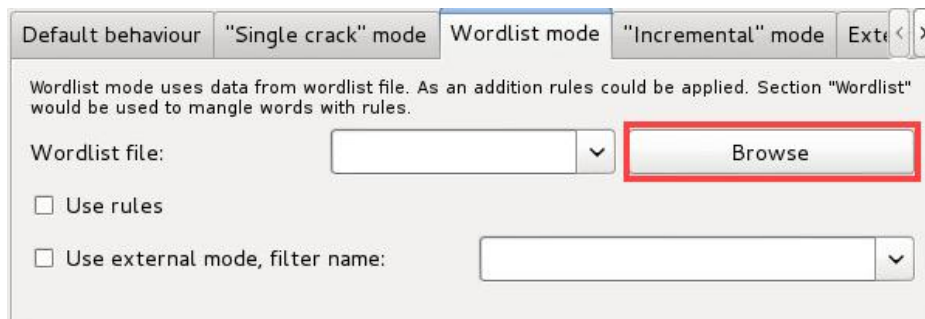 Default behaviour "Single crack" mode Wordlist mode "Incremental" mode Exte
Wordlist mode uses data from wordlist file. As an addition rules could be applied. Section "Wordlist"
would be used to mangle words with rules.
Wordlist file: Browse
Use rules
Use external mode, filter name: